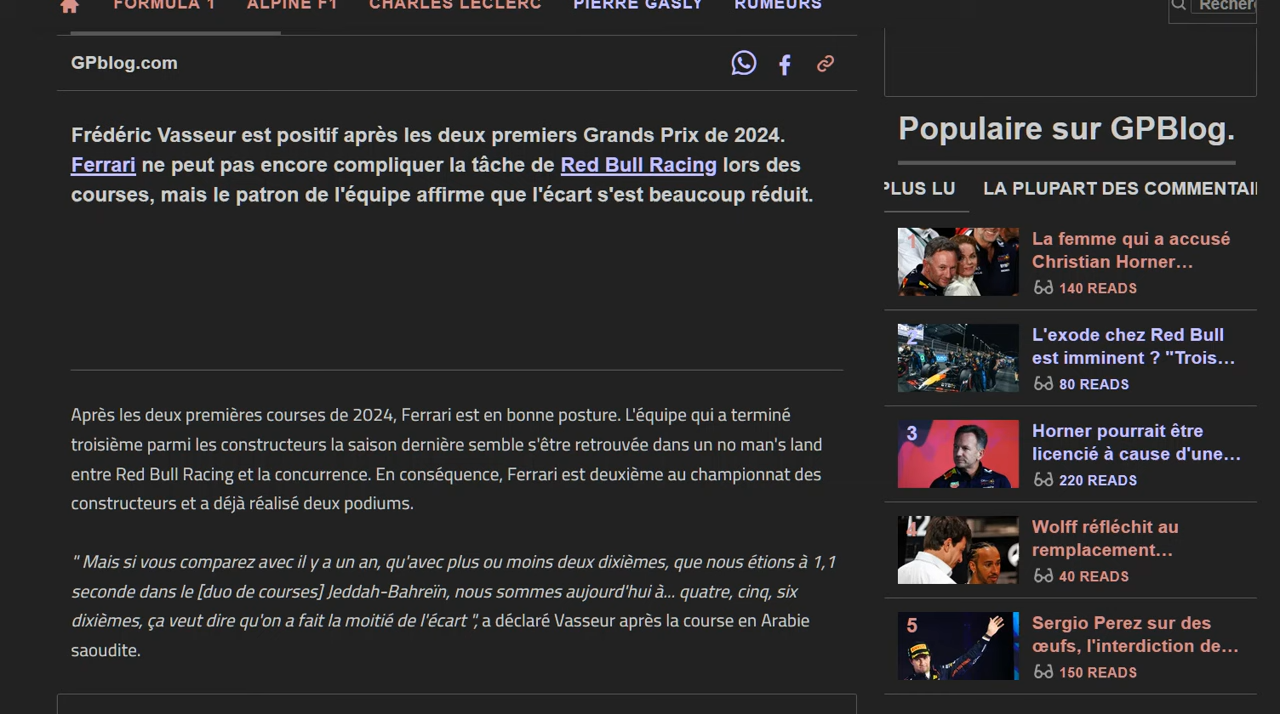 FORMULA 1 ALPINE F1 CHARLES LECLERC PIERRE GASLY RUMEURS
Recher
GPblog.com
Frédéric Vasseur est positif après les deux premiers Grands Prix de 2024.
Ferrari ne peut pas encore compliquer la tâche de Red Bull Racing lors des
courses, mais le patron de l'équipe affirme que l'écart s'est beaucoup réduit.
Après les deux premières courses de 2024, Ferrari est en bonne posture. L'équipe qui a terminé
troisième parmi les constructeurs la saison dernière semble s'être retrouvée dans un no man's land
entre Red Bull Racing et la concurrence. En conséquence, Ferrari est deuxième au championnat des
constructeurs et a déjà réalisé deux podiums.
" Mais si vous comparez avec il y a un an, qu'avec plus ou moins deux dixièmes, que nous étions à 1,1
seconde dans le [duo de courses] Jeddah-Bahreïn, nous sommes aujourd'hui à... quatre, cinq, six
dixièmes, ça veut dire qu'on a fait la moitié de l'écart ", a déclaré Vasseur après la course en Arabie
saoudite.
Populaire sur GPBlog.
PLUS LU LA PLUPART DES COMMENTAI
1
La femme qui a accusé
Christian Horner...
140 READS
2
L'exode chez Red Bull
est imminent ? "Trois...
80 READS
3
Horner pourrait être
licencié à cause d'une...
220 READS
4
Wolff réfléchit au
remplacement...
40 READS
5
Sergio Perez sur des
œufs, l'interdiction de...
150 READS